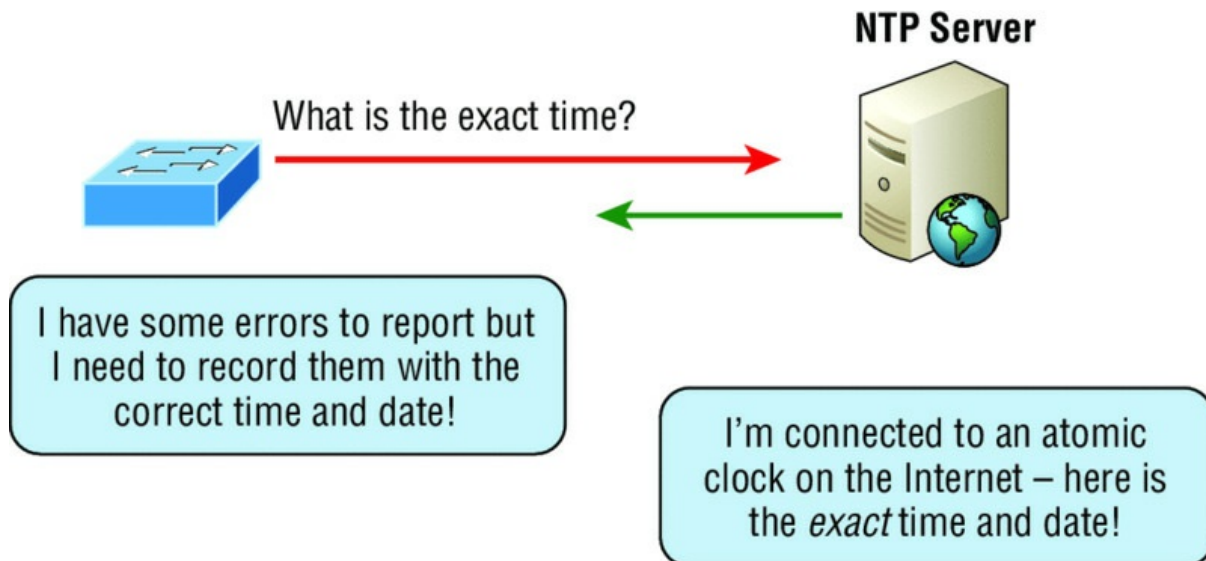 NTP Server
What is the exact time?
I have some errors to report but
I need to record them with the
correct time and date!
I’m connected to an atomic
clock on the Internet – here is
the exact time and date!